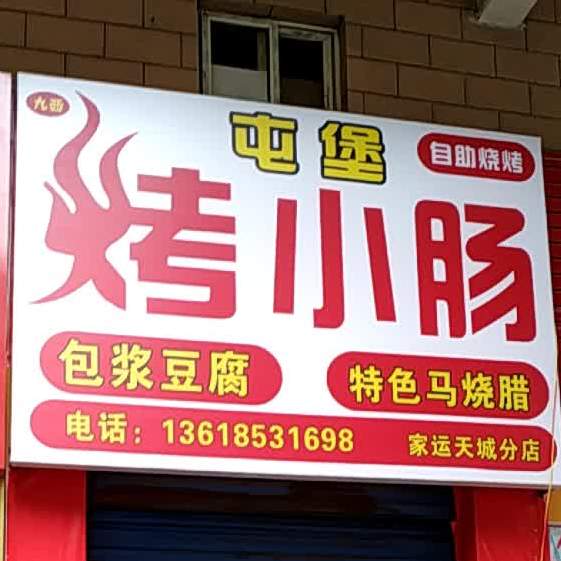 九西
屯堡
自助烧烤
烤小肠
包浆豆腐
特色马烧腊
电话：13618531698
家运天城分店